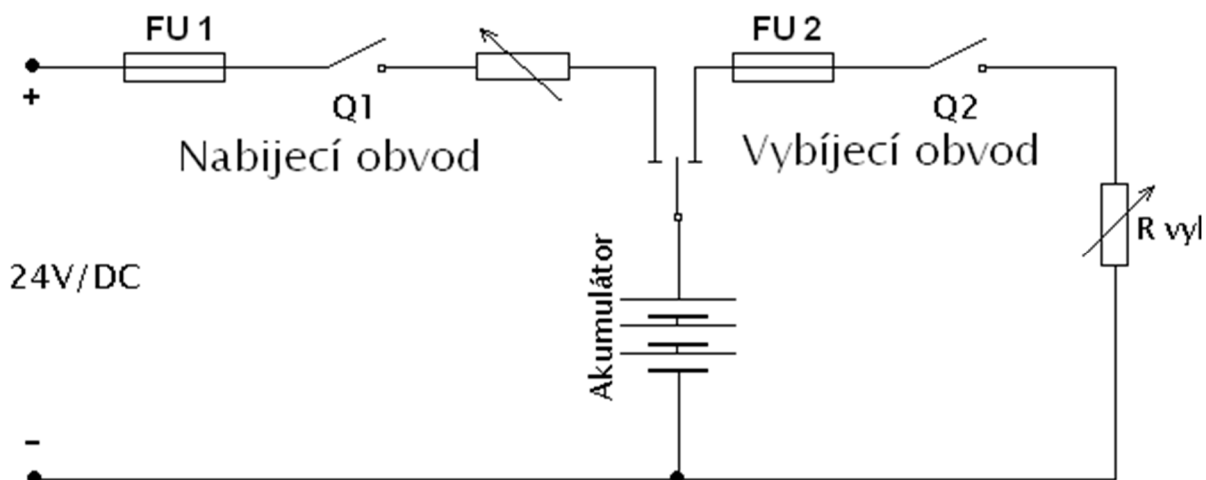 FU 1
FU 2
+
Q1
Q2
Nabijecí obvod
Vybíjecí obvod
R vyl
24V/DC
Akumulátor
–